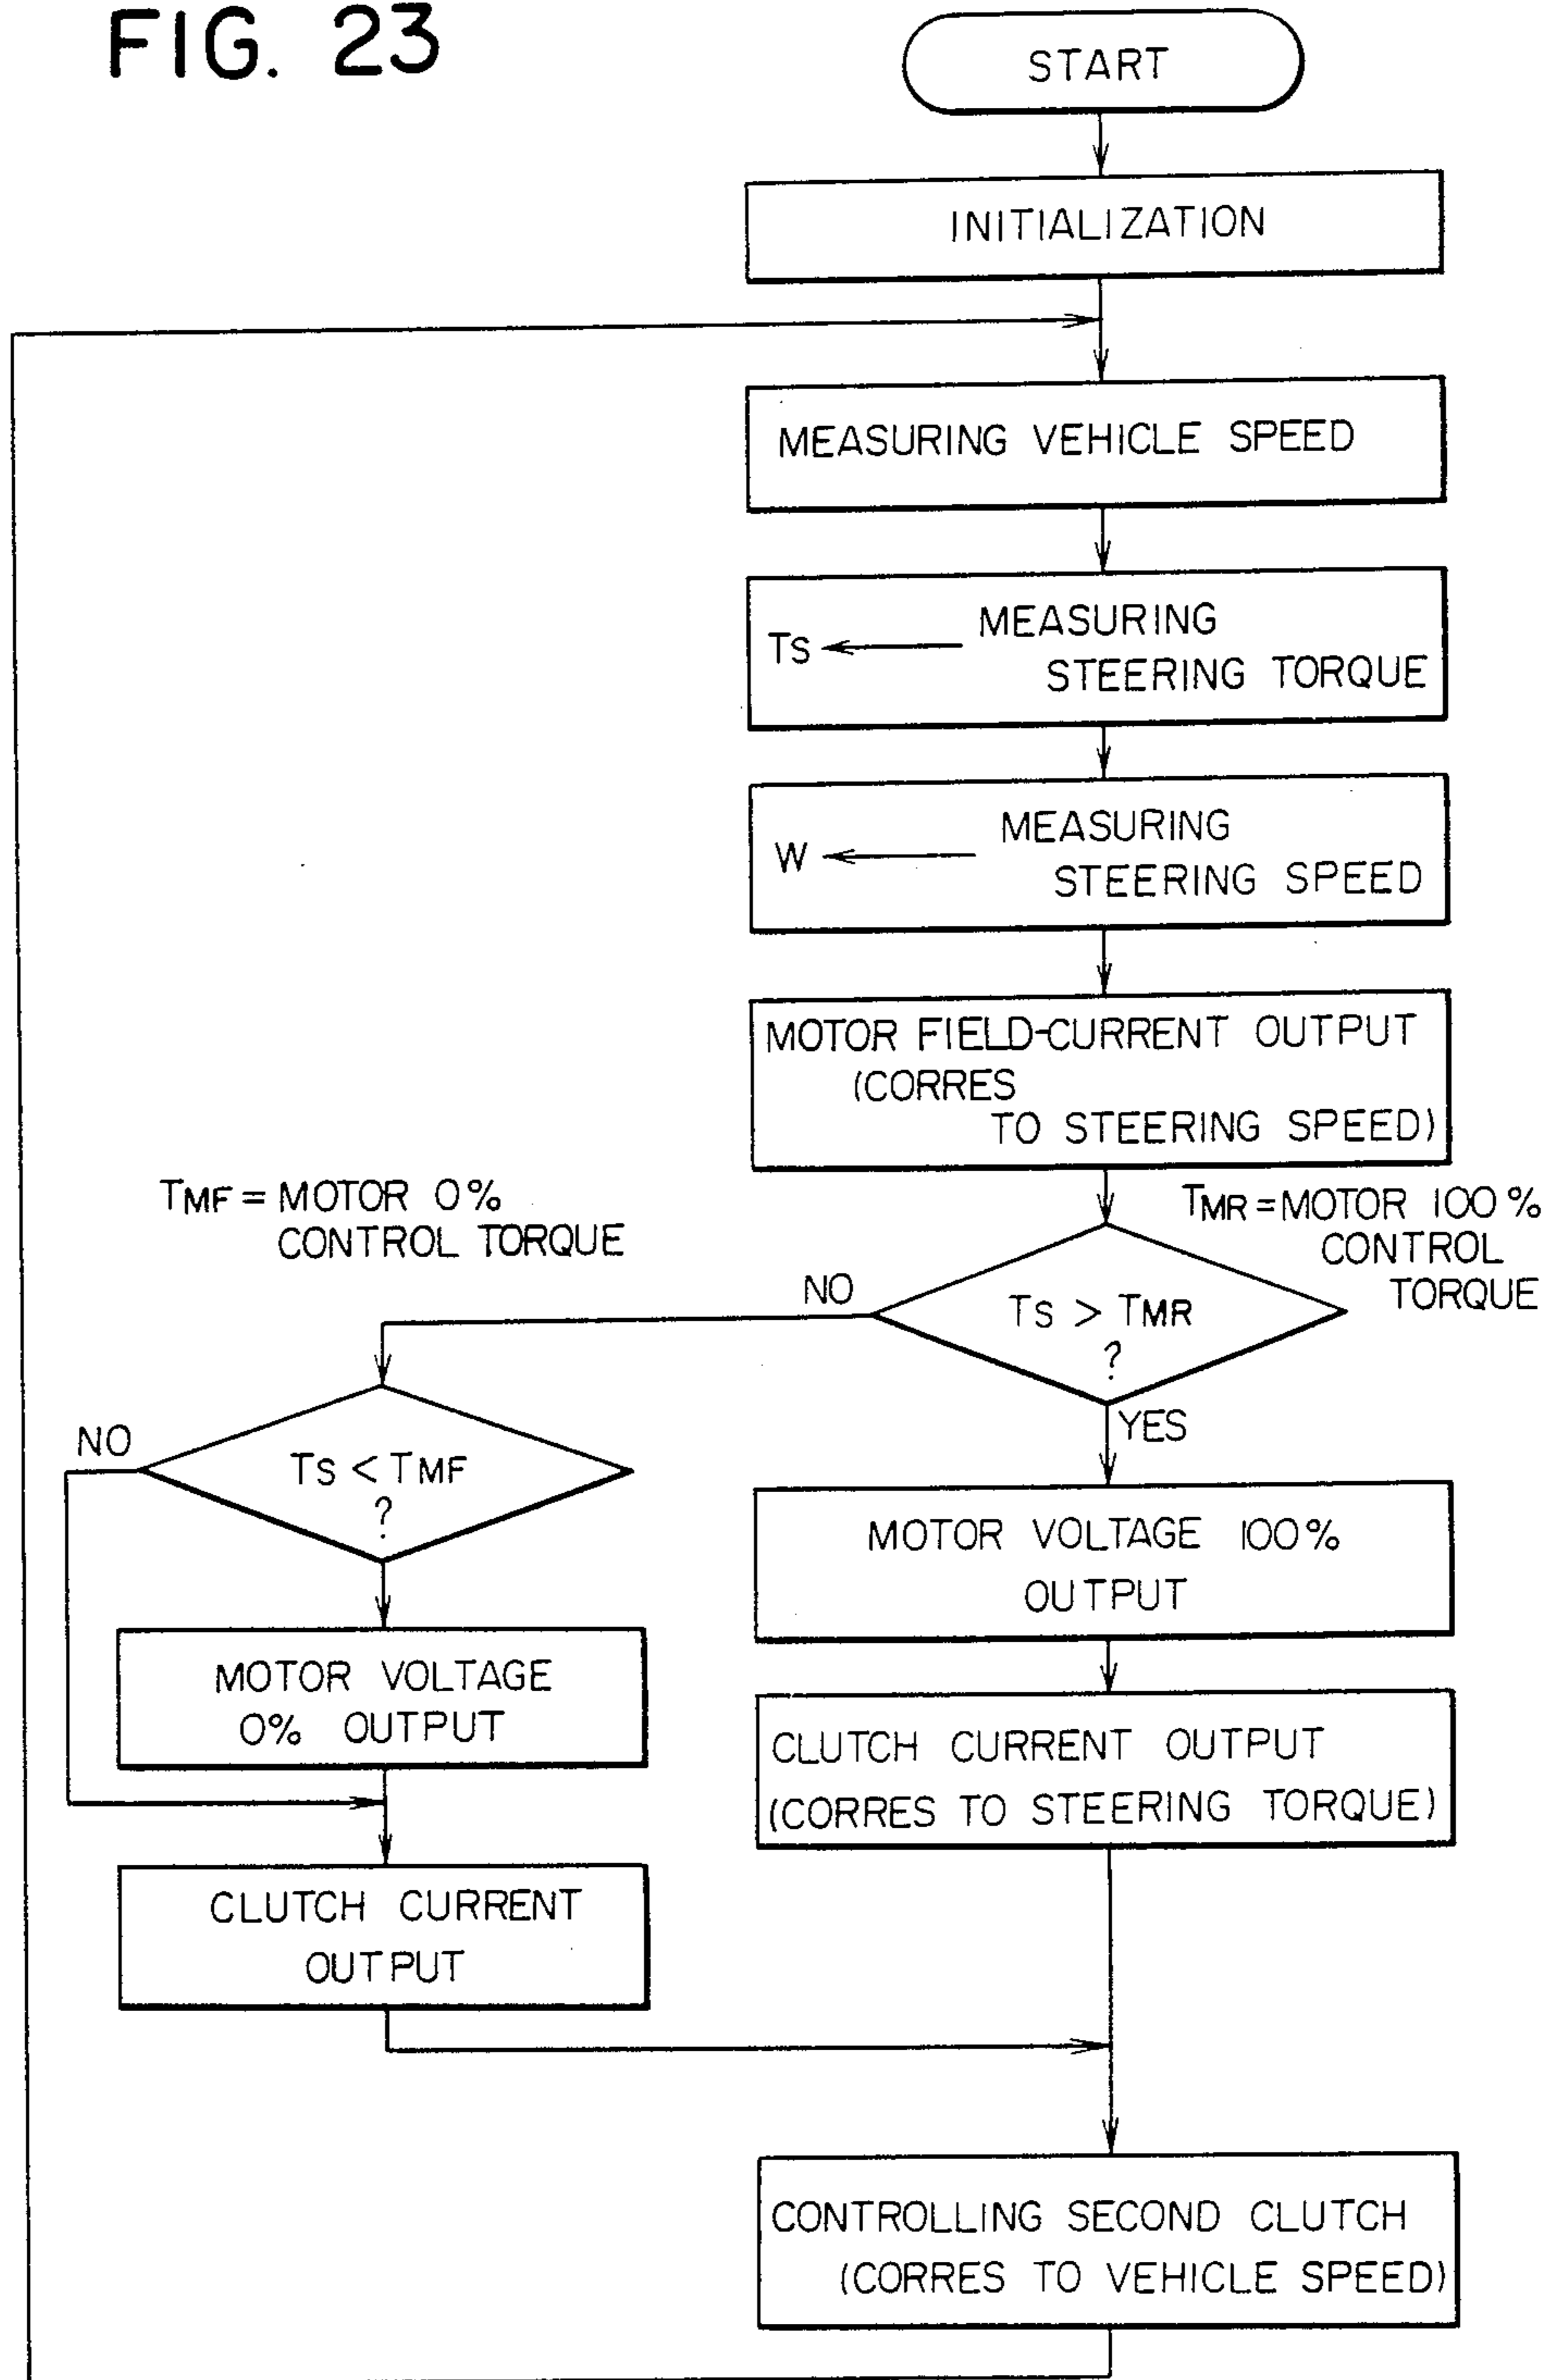 FIG. 23
START
INITIALIZATION
MEASURING VEHICLE SPEED
MEASURING
TS
STEERING TORQUE
MEASURING
W
STEERING SPEED
MOTOR FIELD-CURRENT OUTPUT
(CORRES
TO STEERING SPEED)
TMF = MOTOR 0%
CONTROL TORQUE
TMR = MOTOR 100%
CONTROL
TORQUE
NO
TS > TMR
?
YES
NO
TS < TMF
?
MOTOR VOLTAGE 100%
OUTPUT
MOTOR VOLTAGE
0% OUTPUT
CLUTCH CURRENT OUTPUT
(CORRES TO STEERING TORQUE)
CLUTCH CURRENT
OUTPUT
CONTROLLING SECOND CLUTCH
(CORRES TO VEHICLE SPEED)